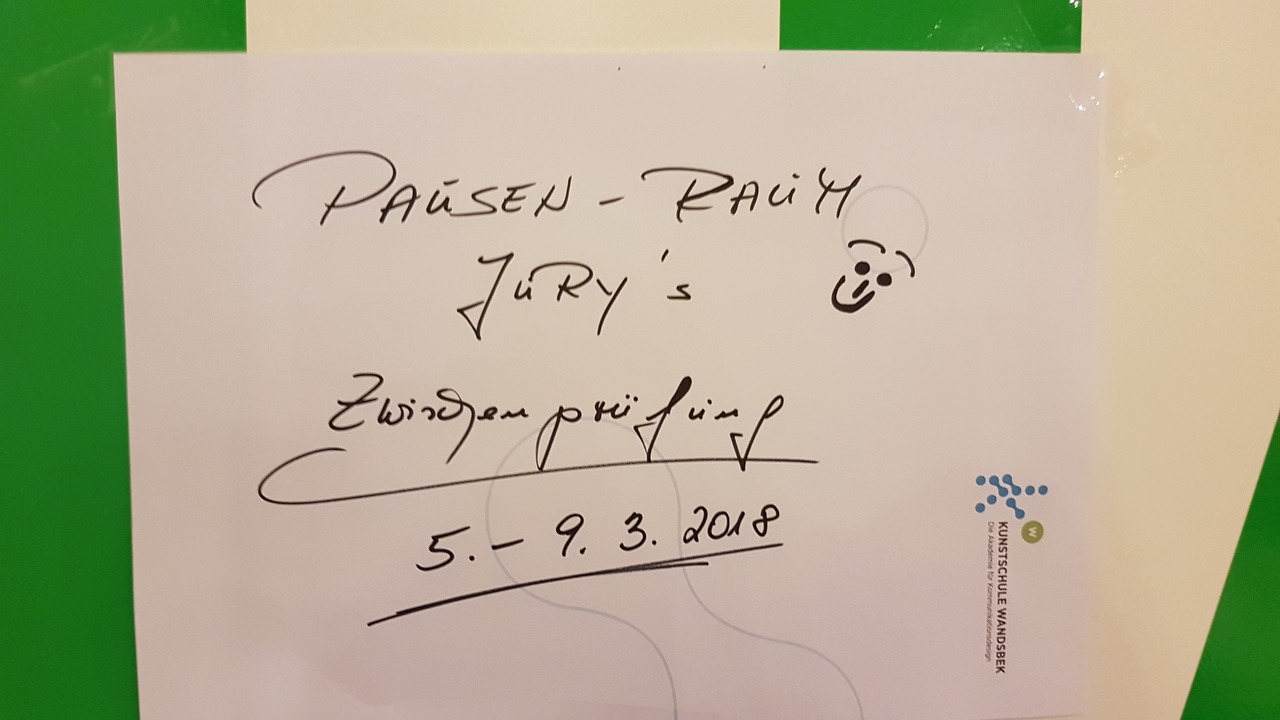 PAUSEN - RAUM
JURY's
Zwischenprüfung
5. - 9. 3. 2018
W
KUNSTSCHULE WANDSBEK
Die Akademie für Kommunikationsdesign